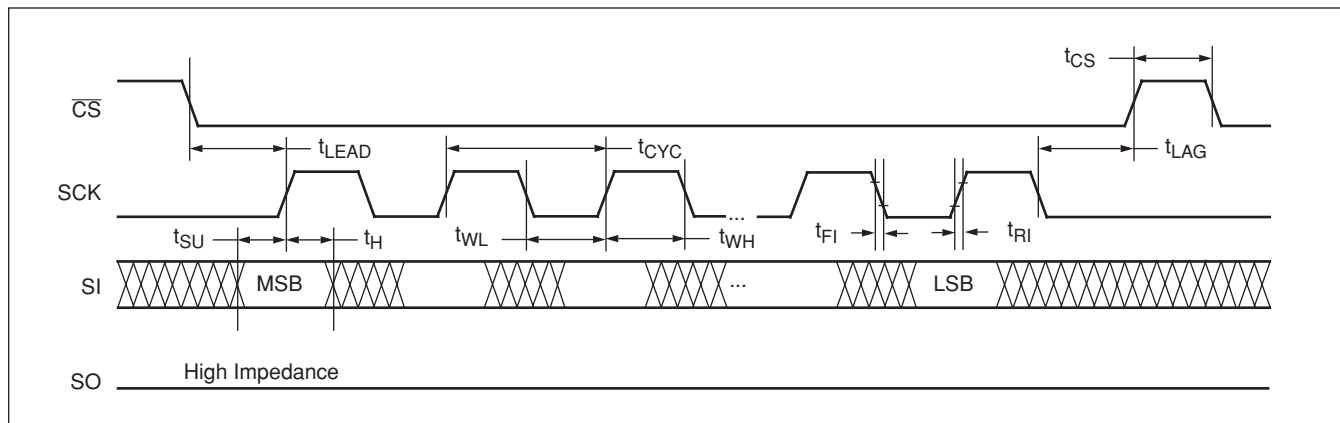 tCS
CS
tLEAD
tCYC
tLAG
SCK
tSU
tH
tWL
...
tWH
tFI
tRI
SI
MSB
...
LSB
High Impedance
SO